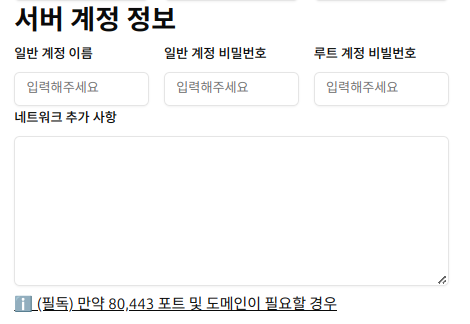 서버 계정 정보
일반 계정 이름 일반 계정 비밀번호 루트 계정 비빌번호
입력해주세요 입력해주세요 입력해주세요
네트워크 추가 사항
ℹ️ (필독) 만약 80,443 포트 및 도메인이 필요할 경우